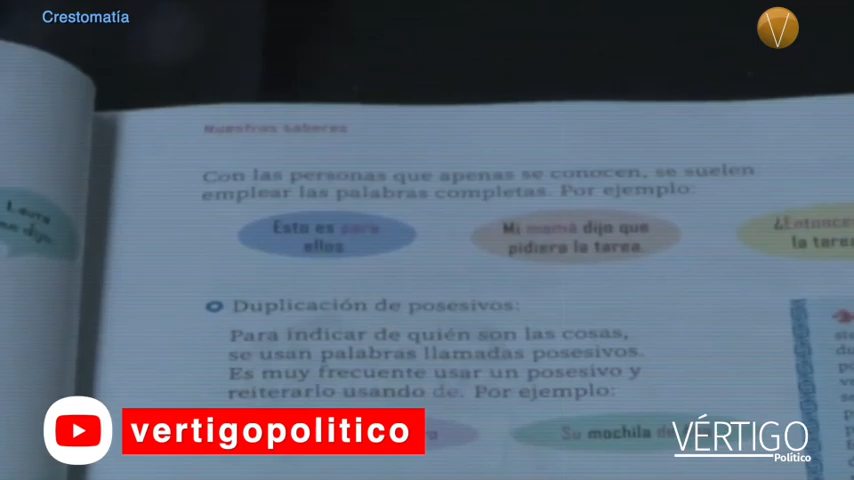 Crestomatía
V
Nuestros saberes
Con las personas que apenas se conocen, se suelen
emplear las palabras completas. Por ejemplo:
Laura
me dijo,
Esto es para
ellos.
Mi mamá dijo que
pidiera la tarea.
¿Entonces
la tarea
Duplicación de posesivos:
Para indicar de quién son las cosas,
se usan palabras llamadas posesivos.
Es muy frecuente usar un posesivo y
reiterarlo usando de. Por ejemplo:
Su mochila de
vertigopolitico
VÉRTIGO
Político